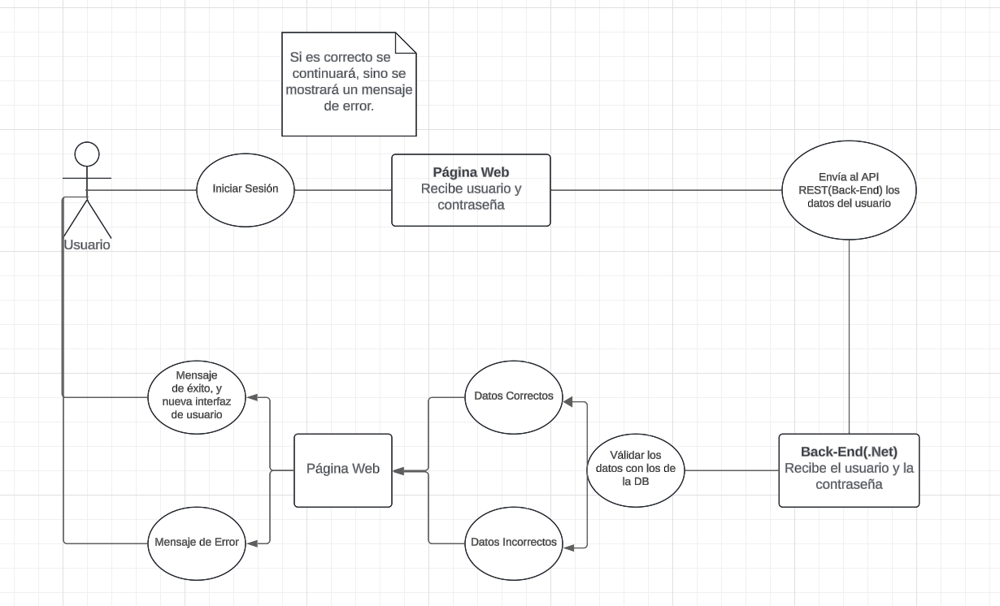 Si es correcto se
continuará, sino se
mostrará un mensaje
de error.
Usuario
Iniciar Sesión
Página Web
Recibe usuario y
contraseña
Envía al API
REST(Back-End) los
datos del usuario
Mensaje
de éxito, y
nueva interfaz
de usuario
Página Web
Datos Correctos
Válidar los
datos con los de
la DB
Back-End(.Net)
Recibe el usuario y la
contraseña
Mensaje de Error
Datos Incorrectos